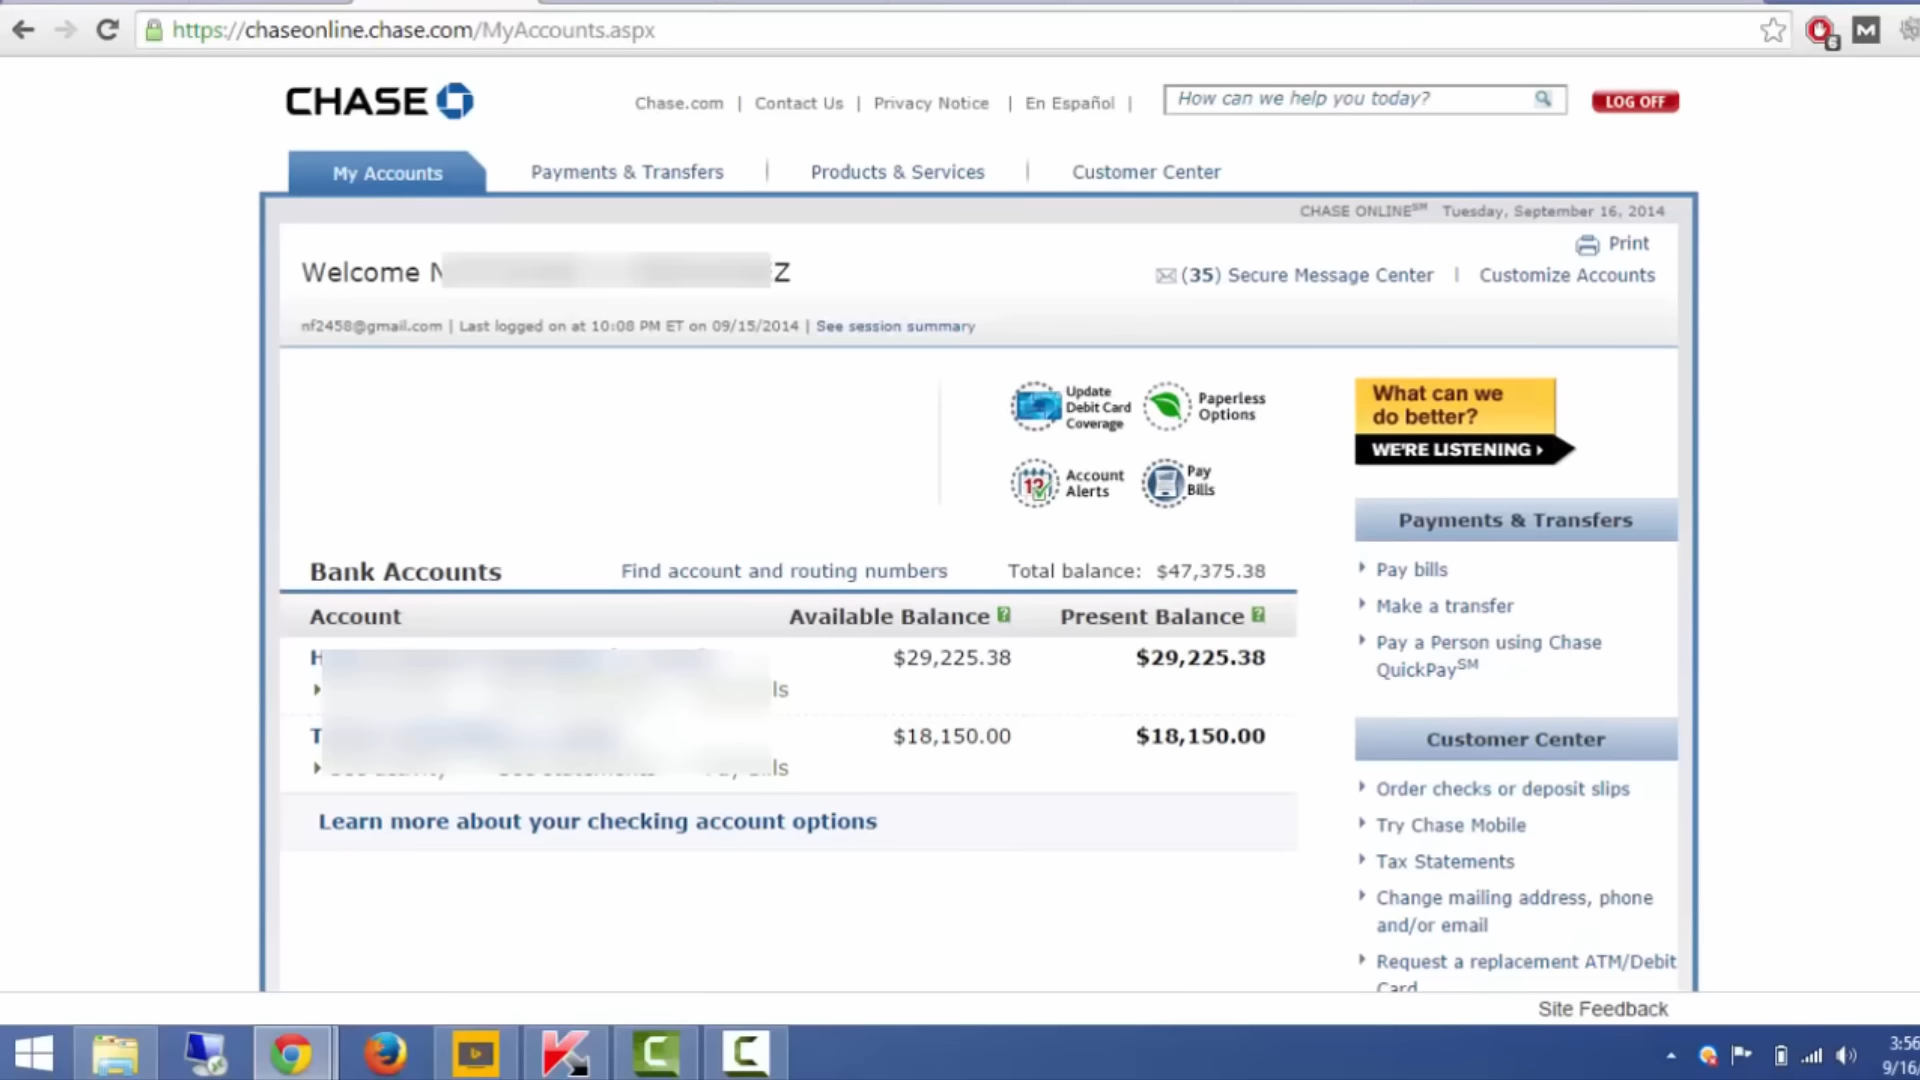 https://chaseonline.chase.com/MyAccounts.aspx
6
M
CHASE
Chase.com | Contact Us | Privacy Notice | En Español |
How can we help you today?
LOG OFF
My Accounts
Payments & Transfers | Products & Services | Customer Center
CHASE ONLINE℠ Tuesday, September 16, 2014
Print
Welcome N
Z
(35) Secure Message Center | Customize Accounts
nf2458@gmail.com | Last logged on at 10:08 PM ET on 09/15/2014 | See session summary
Update
Debit Card
Coverage
Paperless
Options
Account
Alerts
Pay
Bills
What can we
do better?
WE'RE LISTENING ›
Bank Accounts
Find account and routing numbers
Total balance: $47,375.38
Account
Available Balance ?
Present Balance ?
H
$29,225.38
$29,225.38
ls
T
$18,150.00
$18,150.00
ls
Learn more about your checking account options
Payments & Transfers
Pay bills
Make a transfer
Pay a Person using Chase
QuickPay℠
Customer Center
Order checks or deposit slips
Try Chase Mobile
Tax Statements
Change mailing address, phone
and/or email
Request a replacement ATM/Debit
Card
Site Feedback
3:56
9/16/